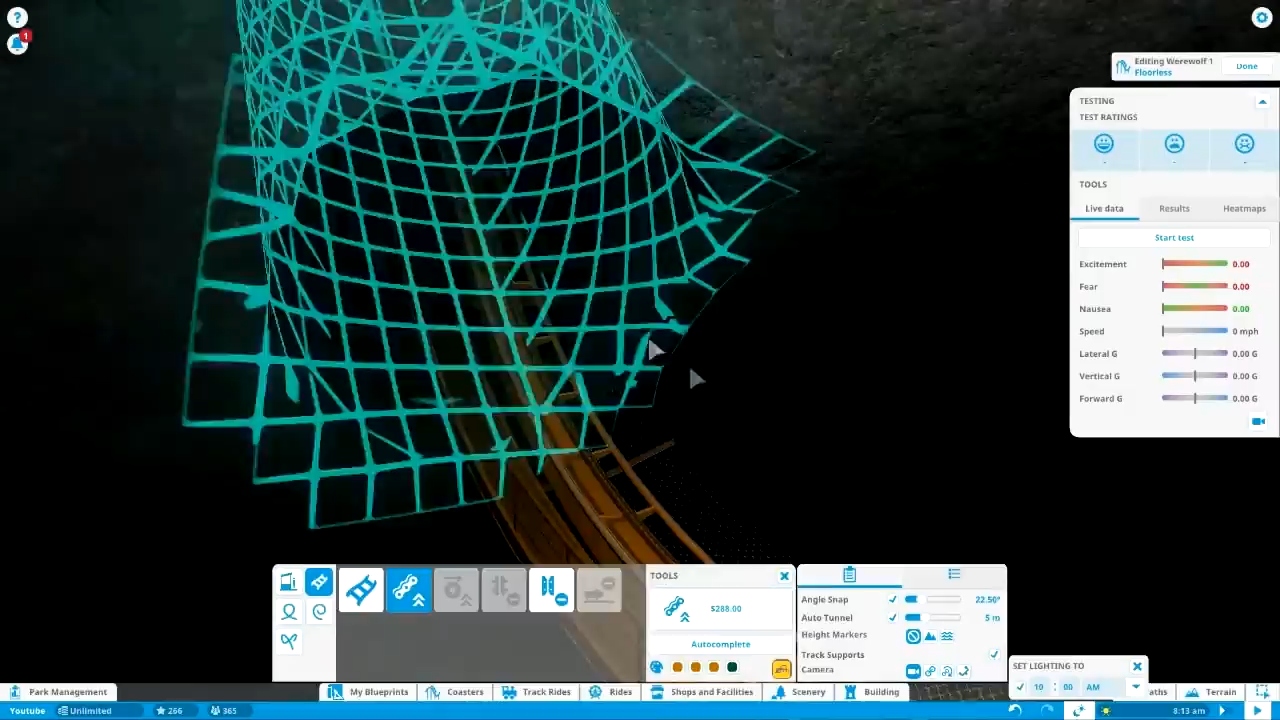 ?
1
Editing Werewolf 1
Floorless
Done
TESTING
TEST RATINGS
-
-
-
TOOLS
Live data
Results
Heatmaps
Start test
Excitement 0.00
Fear 0.00
Nausea 0.00
Speed 0 mph
Lateral G 0.00 G
Vertical G 0.00 G
Forward G 0.00 G
TOOLS
$288.00
Autocomplete
Angle Snap 22.50°
Auto Tunnel 5 m
Height Markers
Track Supports
Camera
SET LIGHTING TO
10 : 00 AM
Park Management
My Blueprints
Coasters
Track Rides
Rides
Shops and Facilities
Scenery
Building
aths
Terrain
Youtube
Unlimited
266
365
8:13 am